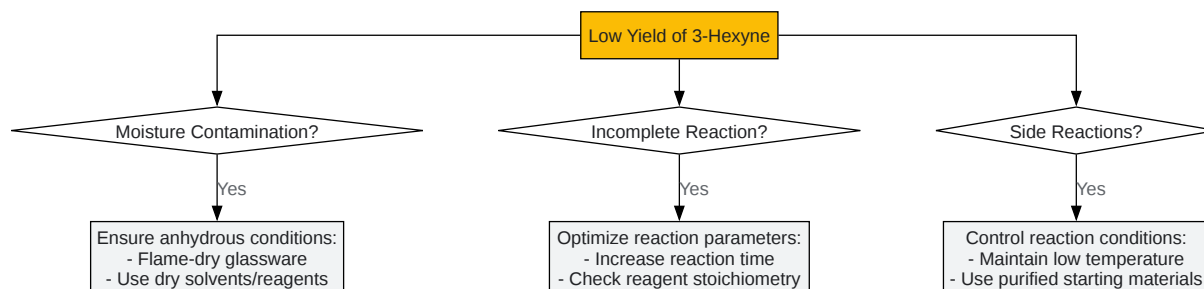 Low Yield of 3-Hexyne
Moisture Contamination?
Incomplete Reaction?
Side Reactions?
Yes
Yes
Yes
Ensure anhydrous conditions:
- Flame-dry glassware
- Use dry solvents/reagents
Optimize reaction parameters:
- Increase reaction time
- Check reagent stoichiometry
Control reaction conditions:
- Maintain low temperature
- Use purified starting materials